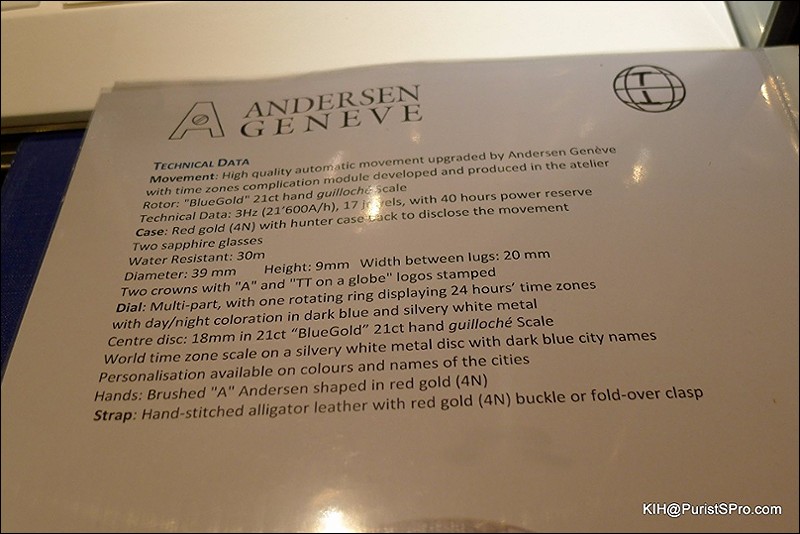 A ANDERSEN
GENEVE
TT
TECHNICAL DATA
Movement: High quality automatic movement upgraded by Andersen Genève
with time zones complication module developed and produced in the atelier
Rotor: "BlueGold" 21ct hand guilloché Scale
Technical Data: 3Hz (21'600A/h), 17 jewels, with 40 hours power reserve
Case: Red gold (4N) with hunter case-back to disclose the movement
Two sapphire glasses
Water Resistant: 30m
Diameter: 39 mm Height: 9mm Width between lugs: 20 mm
Two crowns with "A" and "TT on a globe" logos stamped
Dial: Multi-part, with one rotating ring displaying 24 hours' time zones
with day/night coloration in dark blue and silvery white metal
Centre disc: 18mm in 21ct "BlueGold" 21ct hand guilloché Scale
World time zone scale on a silvery white metal disc with dark blue city names
Personalisation available on colours and names of the cities
Hands: Brushed "A" Andersen shaped in red gold (4N)
Strap: Hand-stitched alligator leather with red gold (4N) buckle or fold-over clasp
KIH@PuristSPro.com